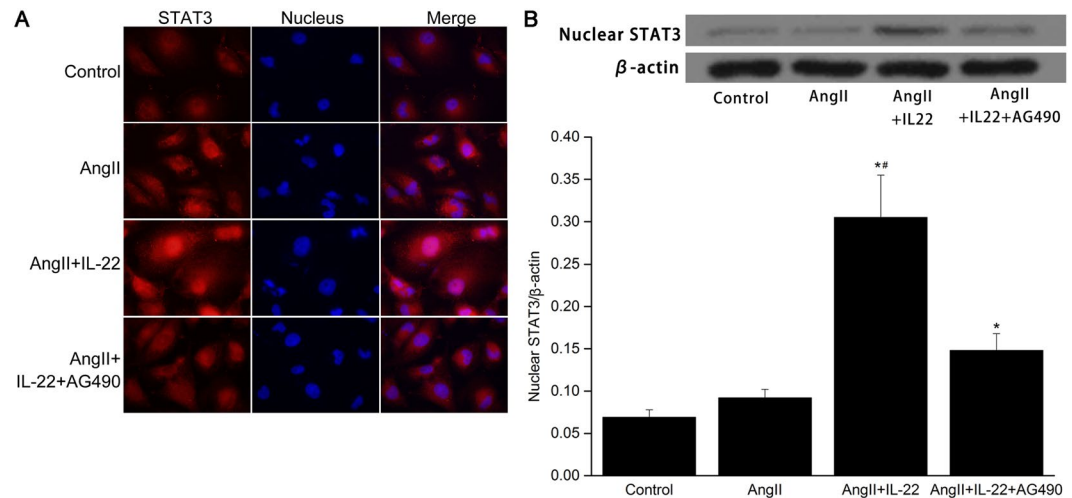 A
STAT3 Nucleus Merge
Control
AngII
AngII+IL-22
AngII+
IL-22+AG490
B
Nuclear STAT3
β-actin
Control AngII AngII AngII
+IL22 +IL22+AG490
Nuclear STAT3/β-actin
0.40
0.35
0.30
0.25
0.20
0.15
0.10
0.05
0.00
*#
*
Control AngII AngII+IL-22 AngII+IL-22+AG490